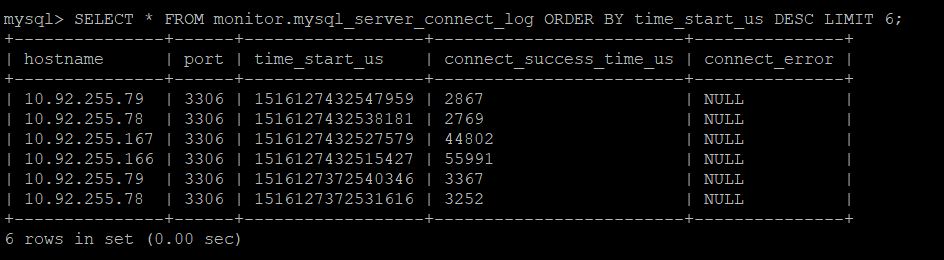 mysql> SELECT * FROM monitor.mysql_server_connect_log ORDER BY time_start_us DESC LIMIT 6;
+---------------+------+------------------+-------------------------+---------------+
| hostname      | port | time_start_us    | connect_success_time_us | connect_error |
+---------------+------+------------------+-------------------------+---------------+
| 10.92.255.79  | 3306 | 1516127432547959 | 2867                    | NULL          |
| 10.92.255.78  | 3306 | 1516127432538181 | 2769                    | NULL          |
| 10.92.255.167 | 3306 | 1516127432527579 | 44802                   | NULL          |
| 10.92.255.166 | 3306 | 1516127432515427 | 55991                   | NULL          |
| 10.92.255.79  | 3306 | 1516127372540346 | 3367                    | NULL          |
| 10.92.255.78  | 3306 | 1516127372531616 | 3252                    | NULL          |
+---------------+------+------------------+-------------------------+---------------+
6 rows in set (0.00 sec)